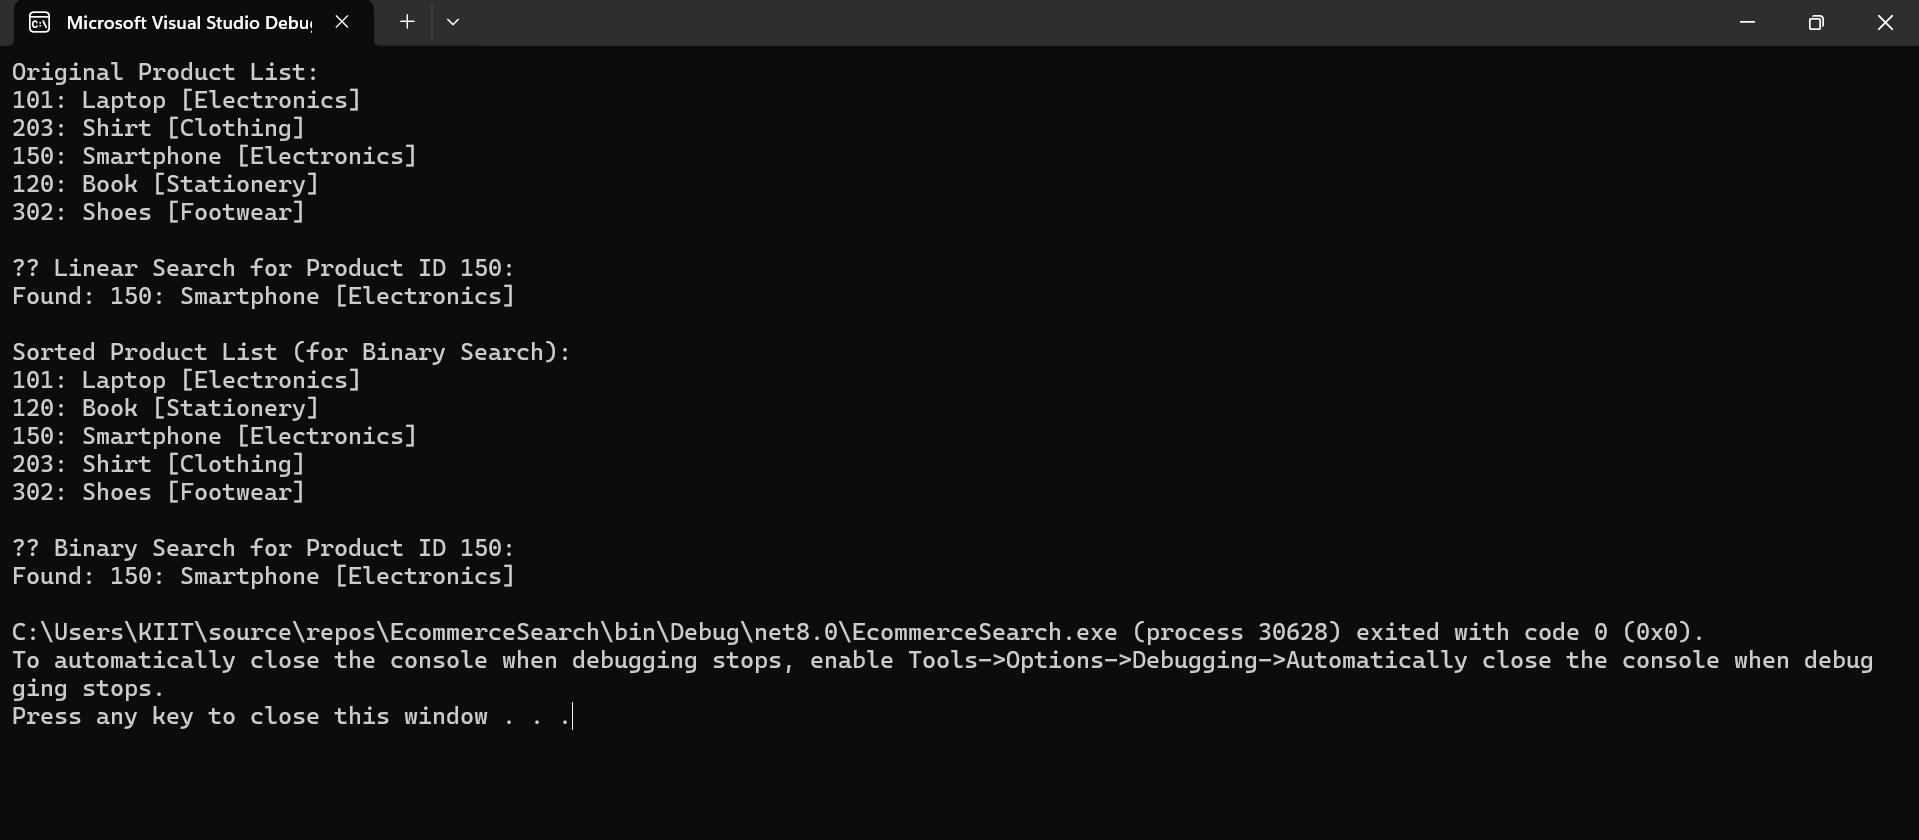 Microsoft Visual Studio Debu
Original Product List:
101: Laptop [Electronics]
203: Shirt [Clothing]
150: Smartphone [Electronics]
120: Book [Stationery]
302: Shoes [Footwear]
?? Linear Search for Product ID 150:
Found: 150: Smartphone [Electronics]
Sorted Product List (for Binary Search):
101: Laptop [Electronics]
120: Book [Stationery]
150: Smartphone [Electronics]
203: Shirt [Clothing]
302: Shoes [Footwear]
?? Binary Search for Product ID 150:
Found: 150: Smartphone [Electronics]
C:\Users\KIIT\source\repos\EcommerceSearch\bin\Debug\net8.0\EcommerceSearch.exe (process 30628) exited with code 0 (0x0).
To automatically close the console when debugging stops, enable Tools->Options->Debugging->Automatically close the console when debug
ging stops.
Press any key to close this window . . .